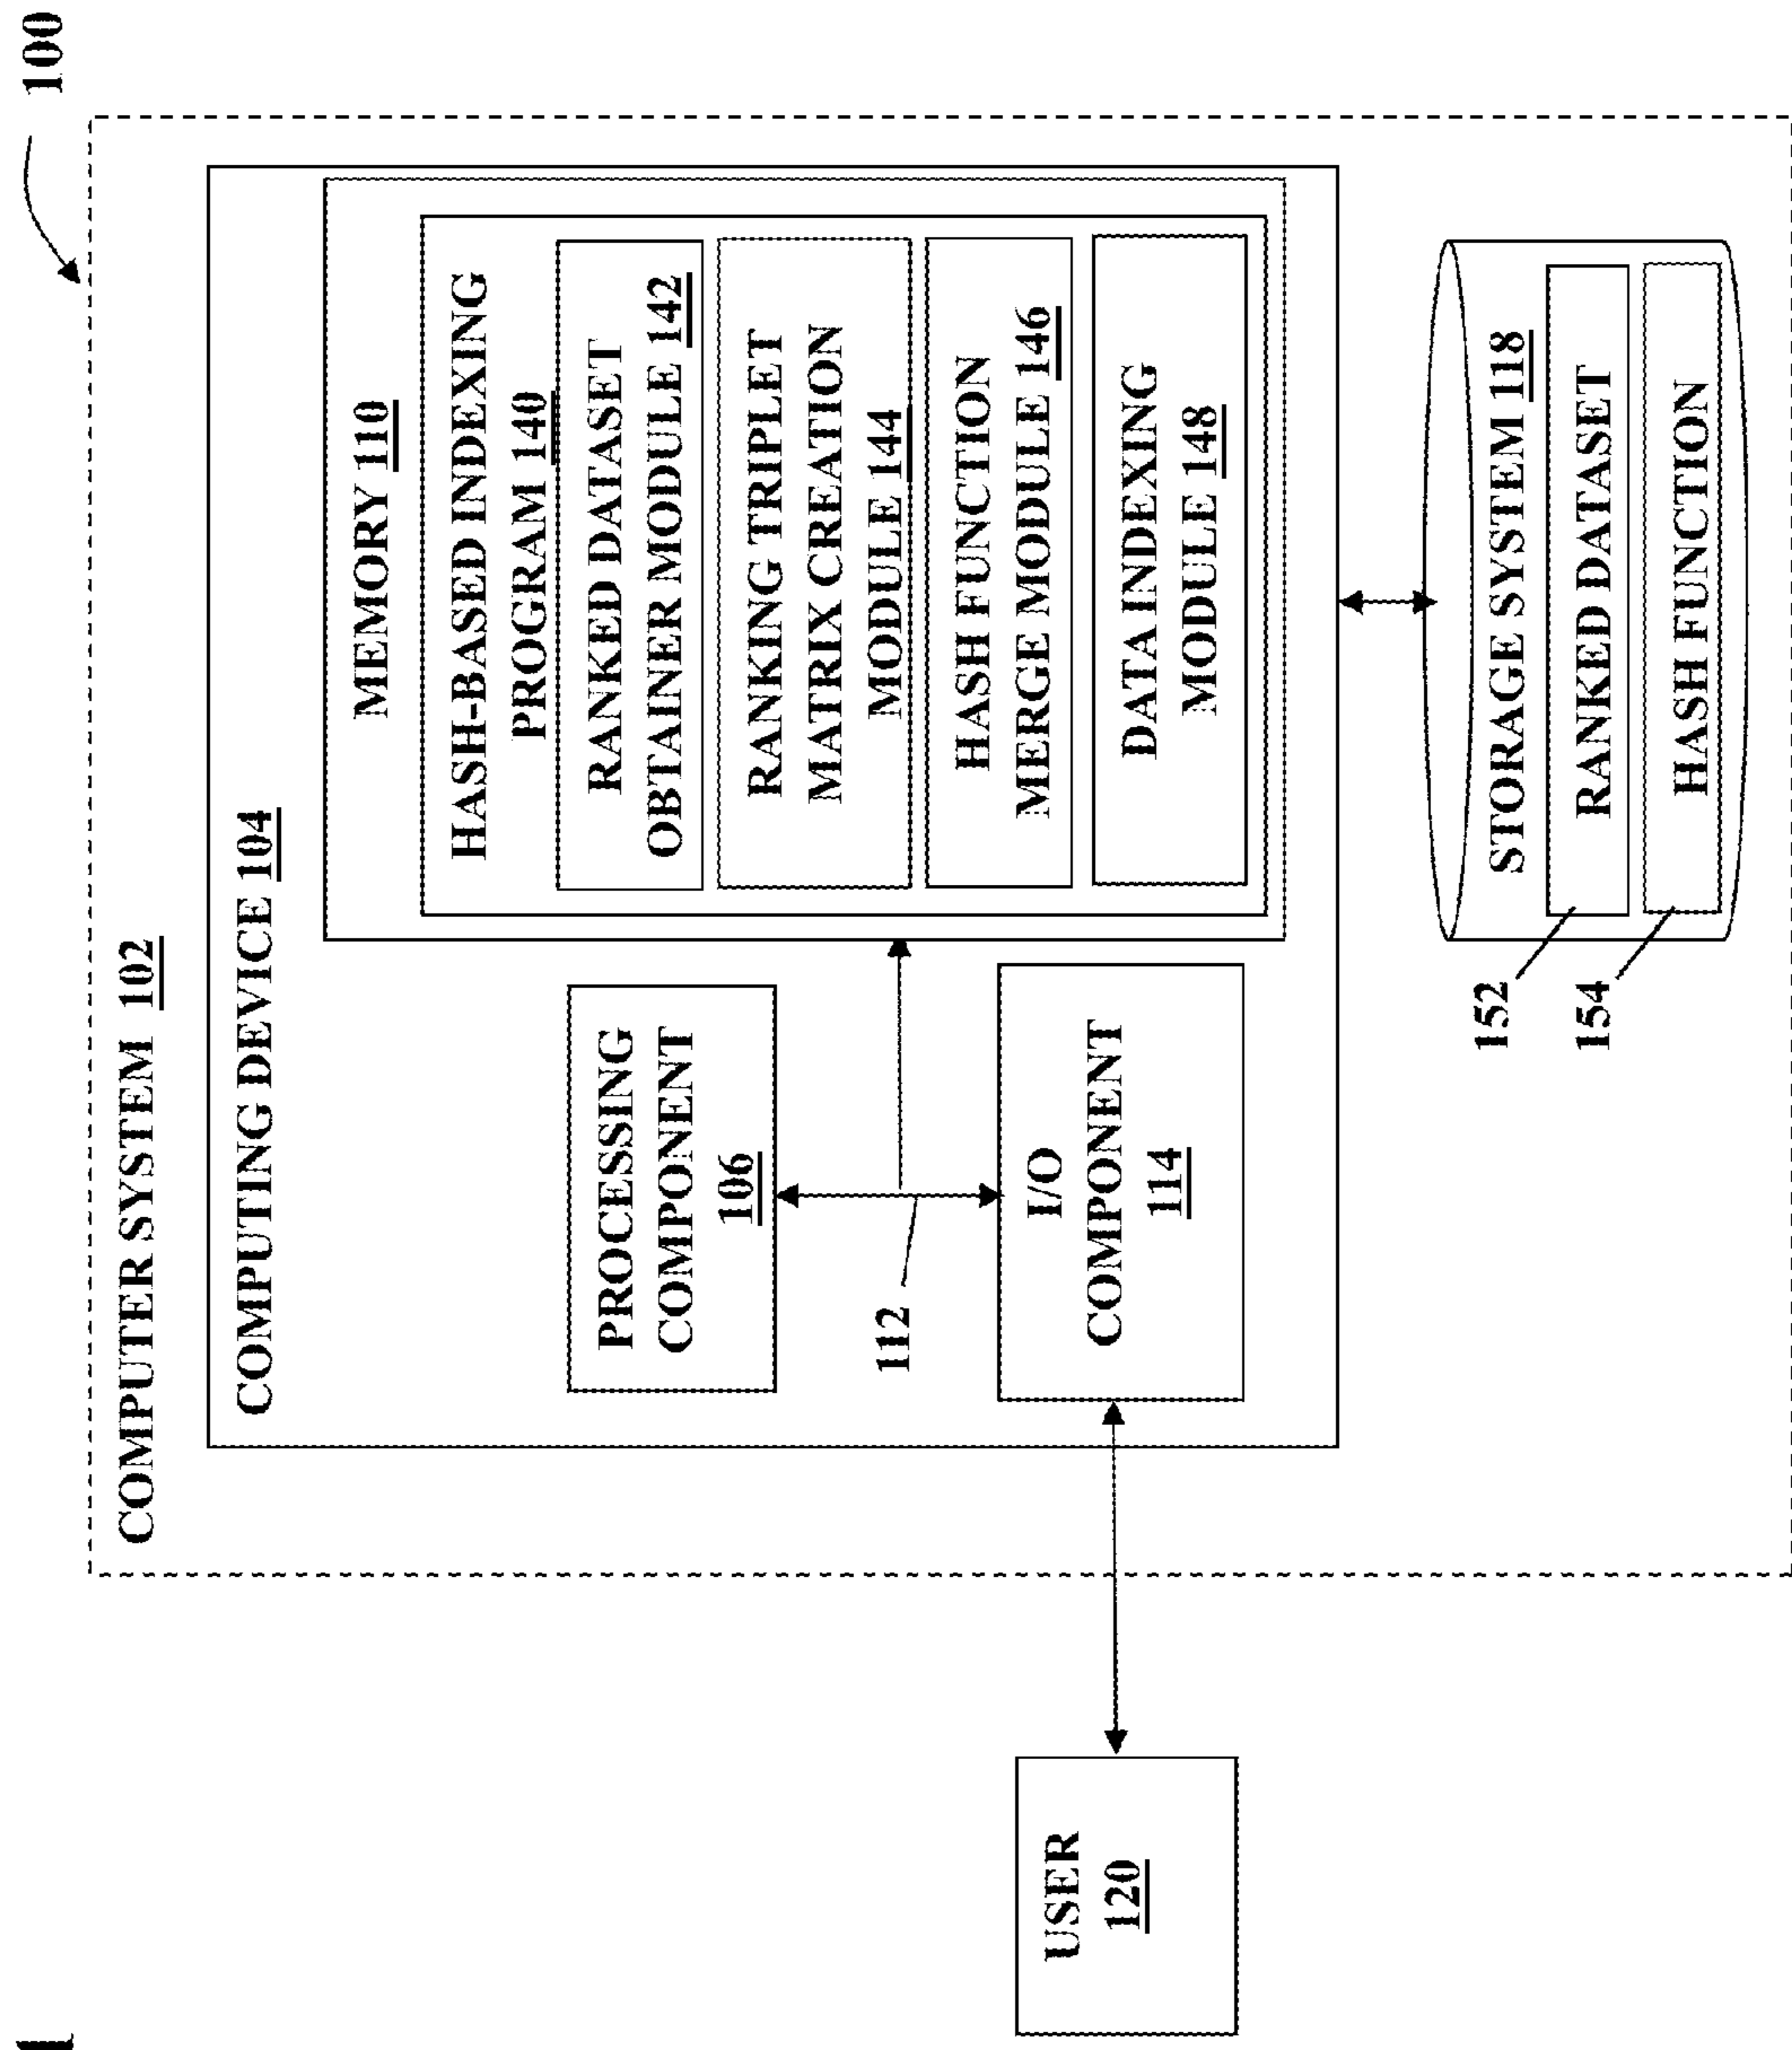 100
COMPUTER SYSTEM 102
COMPUTING DEVICE 104
MEMORY 110
HASH-BASED INDEXING
PROGRAM 140
RANKED DATASET
OBTAINER MODULE 142
RANKING TRIPLET
MATRIX CREATION
MODULE 144
HASH FUNCTION
MERGE MODULE 146
DATA INDEXING
MODULE 148
PROCESSING
COMPONENT
106
112
I/O
COMPONENT
114
STORAGE SYSTEM 118
RANKED DATASET
HASH FUNCTION
152
154
USER
120